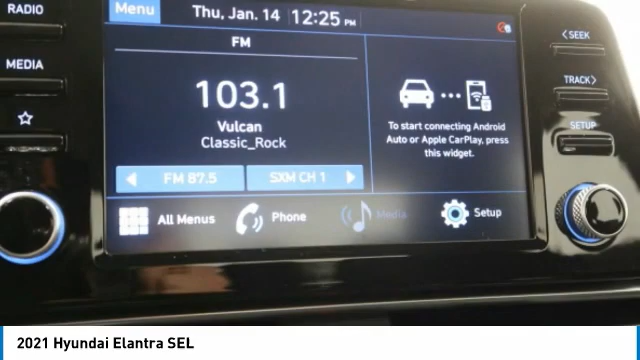 RADIO
MEDIA
Menu
Thu, Jan. 14 12:25 PM
FM
103.1
Vulcan
Classic_Rock
FM 87.5
SXM CH 1
To start connecting Android
Auto or Apple CarPlay, press
this widget.
All Menus
Phone
Media
Setup
<SEEK
TRACK>
SETUP
2021 Hyundai Elantra SEL